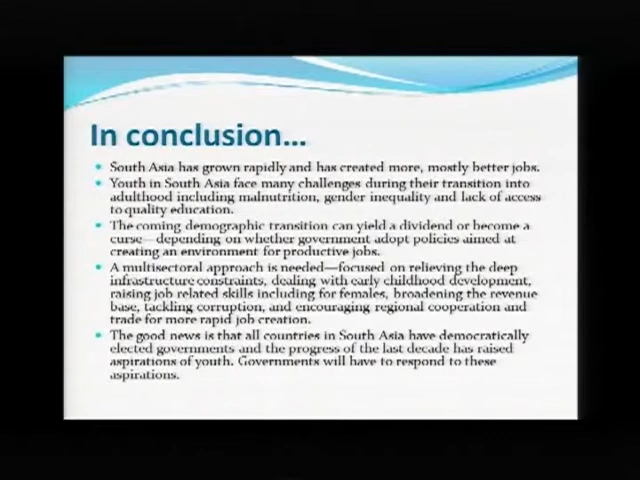 In conclusion...
South Asia has grown rapidly and has created more, mostly better jobs.
Youth in South Asia face many challenges during their transition into
adulthood including malnutrition, gender inequality and lack of access
to quality education.
The coming demographic transition can yield a dividend or become a
curse—depending on whether government adopt policies aimed at
creating an environment for productive jobs.
A multisectoral approach is needed—focused on relieving the deep
infrastructure constraints, dealing with early childhood development,
raising job related skills including for females, broadening the revenue
base, tackling corruption, and encouraging regional cooperation and
trade for more rapid job creation.
The good news is that all countries in South Asia have democratically
elected governments and the progress of the last decade has raised
aspirations of youth. Governments will have to respond to these
aspirations.